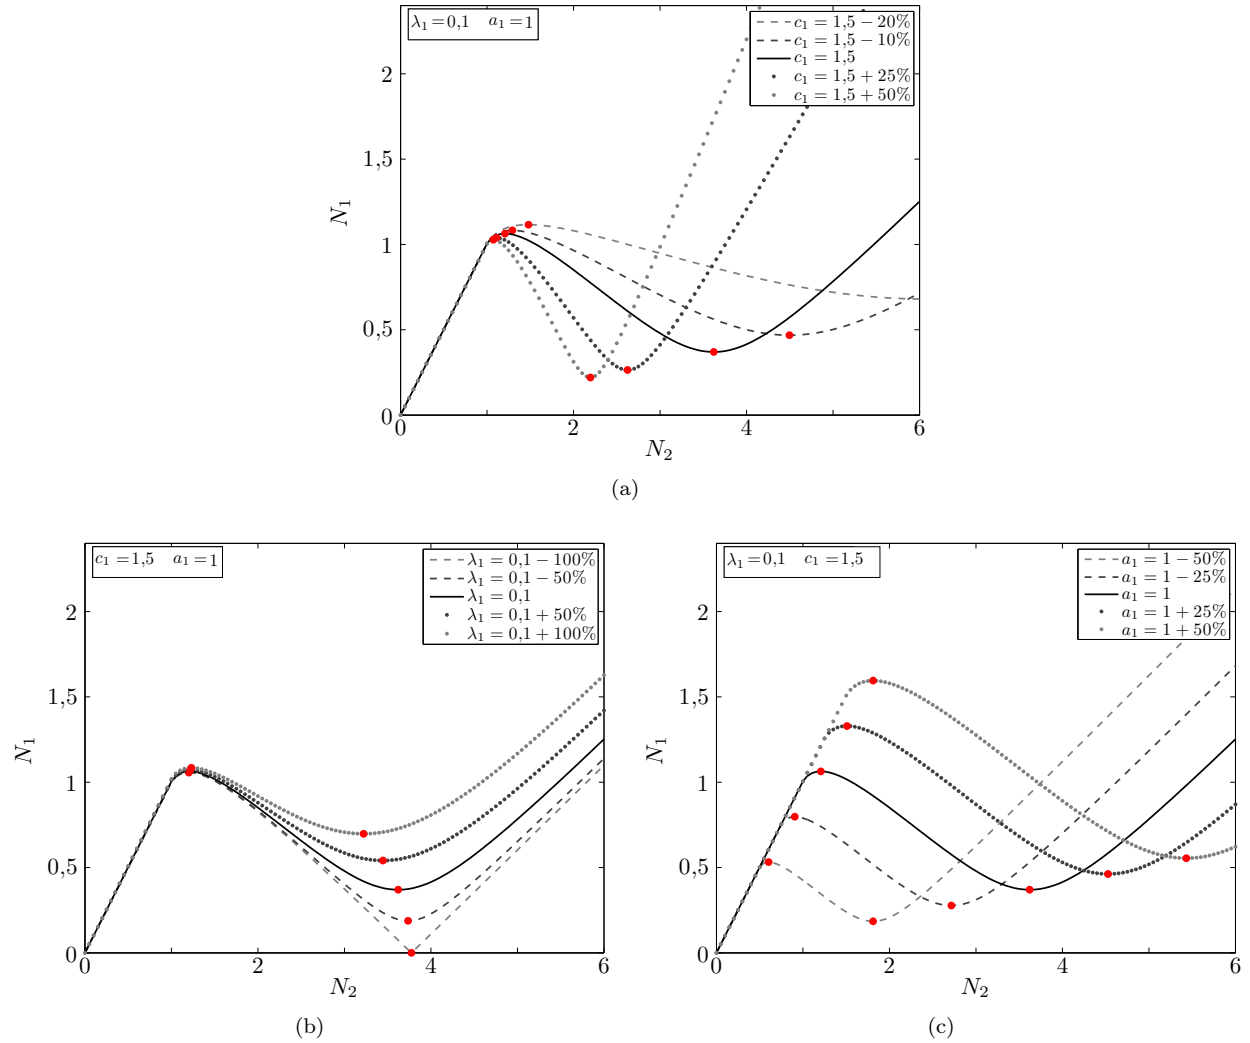 λ₁ = 0,1 a₁ = 1
c₁ = 1,5 − 20%
c₁ = 1,5 − 10%
c₁ = 1,5
c₁ = 1,5 + 25%
c₁ = 1,5 + 50%
2
1,5
1
0,5
0
N₁
0 2 4 6
N₂
(a)
c₁ = 1,5 a₁ = 1
λ₁ = 0,1 − 100%
λ₁ = 0,1 − 50%
λ₁ = 0,1
λ₁ = 0,1 + 50%
λ₁ = 0,1 + 100%
2
1,5
1
0,5
0
N₁
0 2 4 6
N₂
(b)
λ₁ = 0,1 c₁ = 1,5
a₁ = 1 − 50%
a₁ = 1 − 25%
a₁ = 1
a₁ = 1 + 25%
a₁ = 1 + 50%
2
1,5
1
0,5
0
N₁
0 2 4 6
N₂
(c)